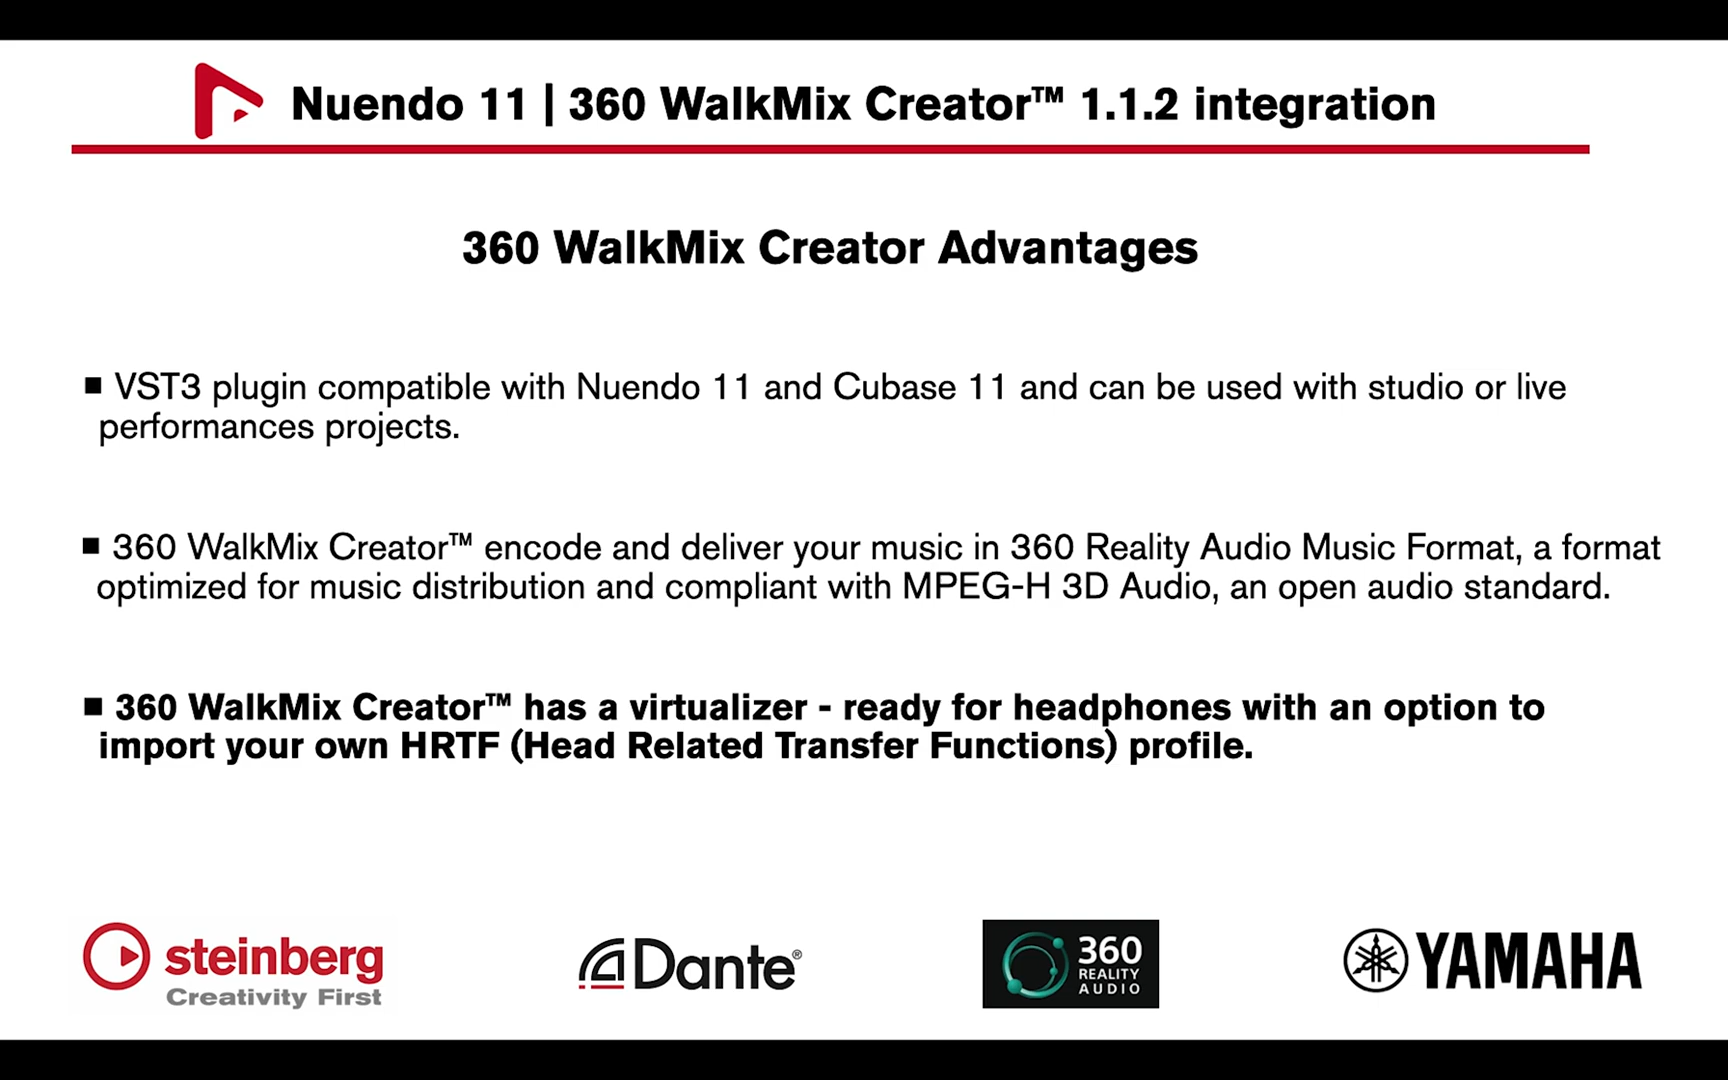 Nuendo 11 | 360 WalkMix Creator™ 1.1.2 integration
360 WalkMix Creator Advantages
■ VST3 plugin compatible with Nuendo 11 and Cubase 11 and can be used with studio or live
performances projects.
■ 360 WalkMix Creator™ encode and deliver your music in 360 Reality Audio Music Format, a format
optimized for music distribution and compliant with MPEG-H 3D Audio, an open audio standard.
■ 360 WalkMix Creator™ has a virtualizer - ready for headphones with an option to
import your own HRTF (Head Related Transfer Functions) profile.
steinberg
Creativity First
Dante®
360
REALITY
AUDIO
YAMAHA